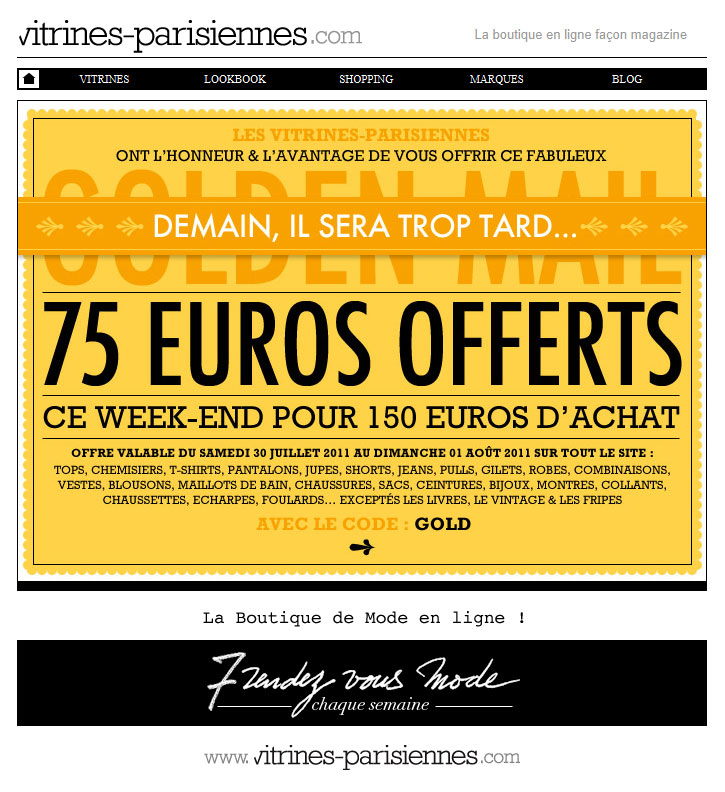 vitrines-parisiennes.com
La boutique en ligne façon magazine
VITRINES LOOKBOOK SHOPPING MARQUES BLOG
LES VITRINES-PARISIENNES
ONT L'HONNEUR & L'AVANTAGE DE VOUS OFFRIR CE FABULEUX
GOLDEN MAIL
DEMAIN, IL SERA TROP TARD...
75 EUROS OFFERTS
CE WEEK-END POUR 150 EUROS D'ACHAT
OFFRE VALABLE DU SAMEDI 30 JUILLET 2011 AU DIMANCHE 01 AOÛT 2011 SUR TOUT LE SITE :
TOPS, CHEMISIERS, T-SHIRTS, PANTALONS, JUPES, SHORTS, JEANS, PULLS, GILETS, ROBES, COMBINAISONS,
VESTES, BLOUSONS, MAILLOTS DE BAIN, CHAUSSURES, SACS, CEINTURES, BIJOUX, MONTRES, COLLANTS,
CHAUSSETTES, ECHARPES, FOULARDS... EXCEPTÉS LES LIVRES, LE VINTAGE & LES FRIPES
AVEC LE CODE : GOLD
La Boutique de Mode en ligne !
7 rendez vous Mode
chaque semaine
www.vitrines-parisiennes.com